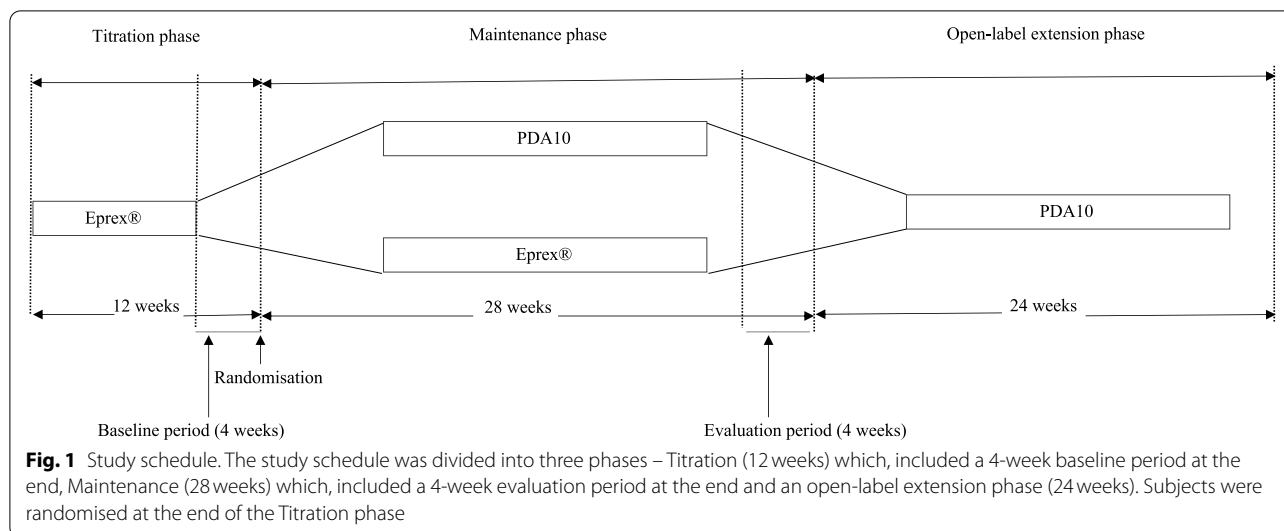 Titration phase
Maintenance phase
Open-label extension phase
PDA10
Eprex®
PDA10
Eprex®
12 weeks
28 weeks
24 weeks
Randomisation
Baseline period (4 weeks)
Evaluation period (4 weeks)
Fig. 1 Study schedule. The study schedule was divided into three phases – Titration (12 weeks) which, included a 4-week baseline period at the
end, Maintenance (28 weeks) which, included a 4-week evaluation period at the end and an open-label extension phase (24 weeks). Subjects were
randomised at the end of the Titration phase